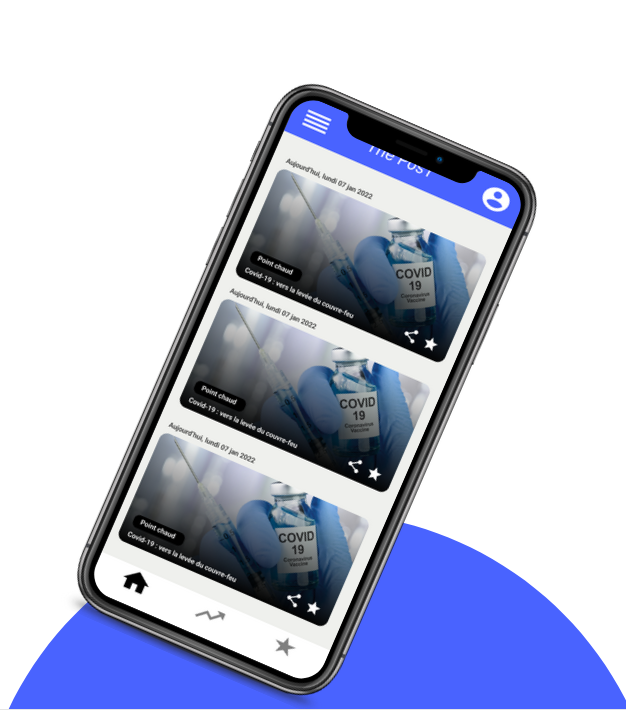 The Post
Aujourd'hui, lundi 07 jan 2022
COVID
19
Coronavirus
Vaccine
Point chaud
Covid-19 : vers la levée du couvre-feu
Aujourd'hui, lundi 07 jan 2022
COVID
19
Coronavirus
Vaccine
Point chaud
Covid-19 : vers la levée du couvre-feu
Aujourd'hui, lundi 07 jan 2022
COVID
19
Coronavirus
Vaccine
Point chaud
Covid-19 : vers la levée du couvre-feu